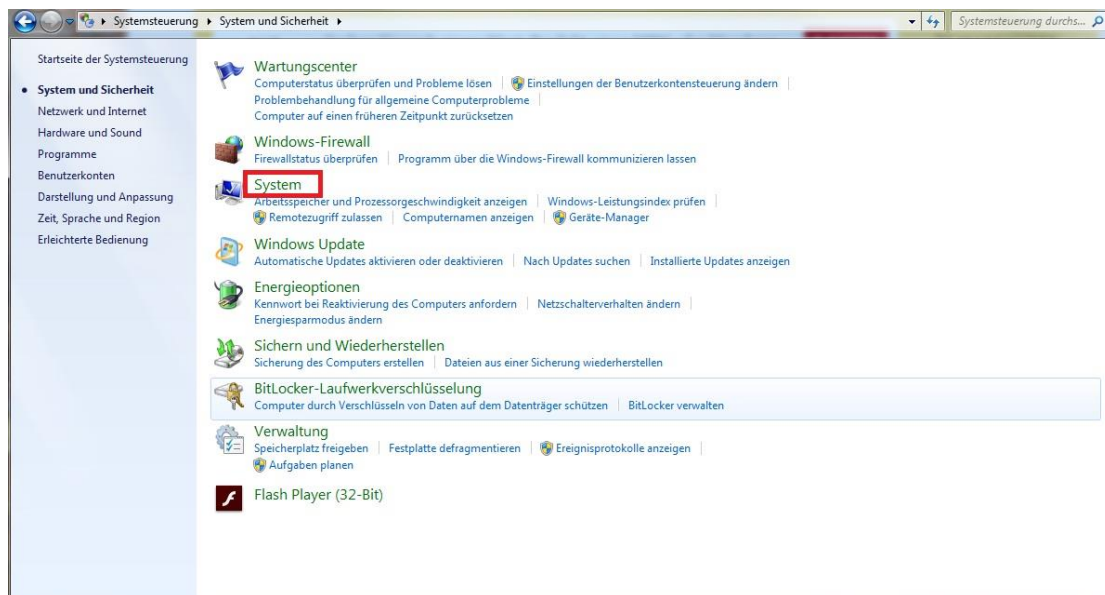 Systemsteuerung System und Sicherheit
Systemsteuerung durchs...
Startseite der Systemsteuerung
System und Sicherheit
Netzwerk und Internet
Hardware und Sound
Programme
Benutzerkonten
Darstellung und Anpassung
Zeit, Sprache und Region
Erleichterte Bedienung
Wartungscenter
Computerstatus überprüfen und Probleme lösen Einstellungen der Benutzerkontensteuerung ändern
Problembehandlung für allgemeine Computerprobleme
Computer auf einen früheren Zeitpunkt zurücksetzen
Windows-Firewall
Firewallstatus überprüfen Programm über die Windows-Firewall kommunizieren lassen
System
Arbeitsspeicher und Prozessorgeschwindigkeit anzeigen Windows-Leistungsindex prüfen
Remotezugriff zulassen Computernamen anzeigen Geräte-Manager
Windows Update
Automatische Updates aktivieren oder deaktivieren Nach Updates suchen Installierte Updates anzeigen
Energieoptionen
Kennwort bei Reaktivierung des Computers anfordern Netzschalterverhalten ändern
Energiesparmodus ändern
Sichern und Wiederherstellen
Sicherung des Computers erstellen Dateien aus einer Sicherung wiederherstellen
BitLocker-Laufwerkverschlüsselung
Computer durch Verschlüsseln von Daten auf dem Datenträger schützen BitLocker verwalten
Verwaltung
Speicherplatz freigeben Festplatte defragmentieren Ereignisprotokolle anzeigen
Aufgaben planen
Flash Player (32-Bit)